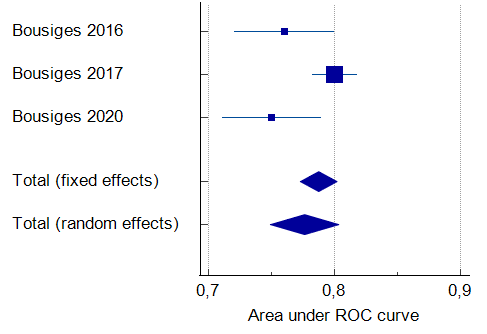 Bousiges 2016
Bousiges 2017
Bousiges 2020
Total (fixed effects)
Total (random effects)
0,7 0,8 0,9
Area under ROC curve